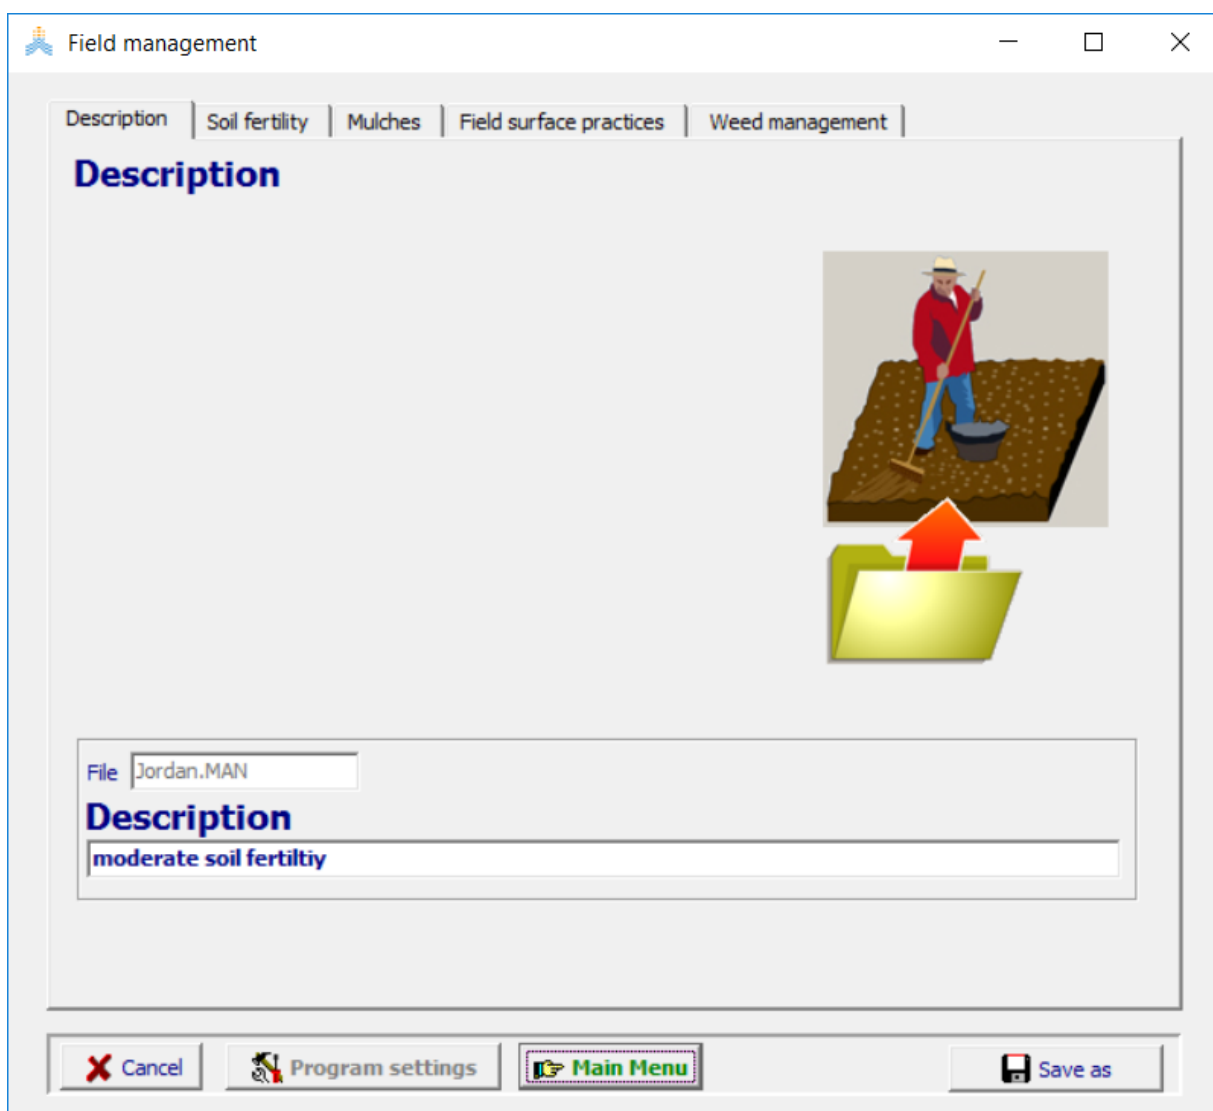 Field management
Description Soil fertility Mulches Field surface practices Weed management
Description
File Jordan.MAN
Description
moderate soil fertiltiy
Cancel Program settings Main Menu Save as